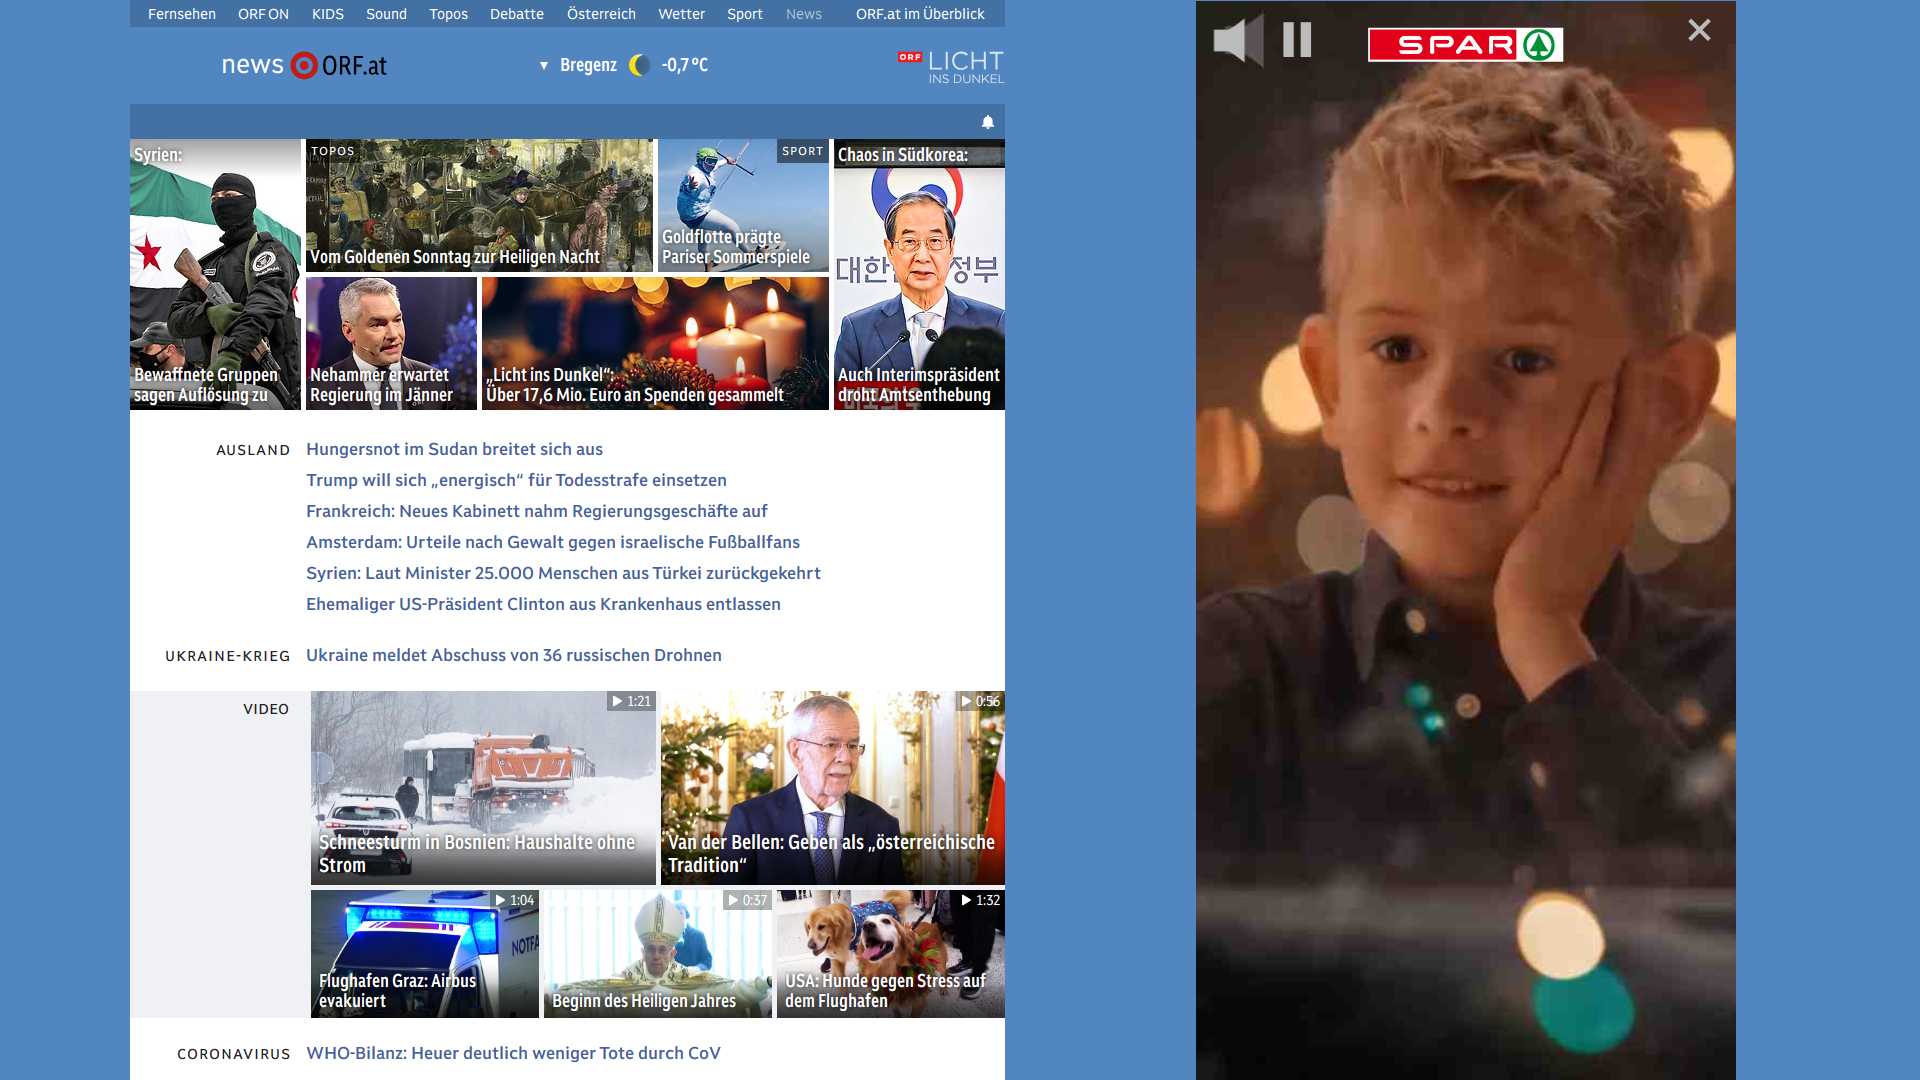 Fernsehen ORF ON KIDS Sound Topos Debatte Österreich Wetter Sport News ORF.at im Überblick
news ORF.at
▼ Bregenz -0,7 °C
ORF LICHT
INS DUNKEL
Syrien:
Bewaffnete Gruppen
sagen Auflösung zu
TOPOS
Vom Goldenen Sonntag zur Heiligen Nacht
SPORT
Goldflotte prägte
Pariser Sommerspiele
Chaos in Südkorea:
Auch Interimspräsident
droht Amtsenthebung
Nehammer erwartet
Regierung im Jänner
„Licht ins Dunkel“:
Über 17,6 Mio. Euro an Spenden gesammelt
AUSLAND
Hungersnot im Sudan breitet sich aus
Trump will sich „energisch“ für Todesstrafe einsetzen
Frankreich: Neues Kabinett nahm Regierungsgeschäfte auf
Amsterdam: Urteile nach Gewalt gegen israelische Fußballfans
Syrien: Laut Minister 25.000 Menschen aus Türkei zurückgekehrt
Ehemaliger US-Präsident Clinton aus Krankenhaus entlassen
UKRAINE-KRIEG
Ukraine meldet Abschuss von 36 russischen Drohnen
VIDEO
1:21
Schneesturm in Bosnien: Haushalte ohne
Strom
0:56
Van der Bellen: Geben als „österreichische
Tradition“
1:04
NOTFA
Flughafen Graz: Airbus
evakuiert
0:37
Beginn des Heiligen Jahres
1:32
USA: Hunde gegen Stress auf
dem Flughafen
CORONAVIRUS
WHO-Bilanz: Heuer deutlich weniger Tote durch CoV
SPAR